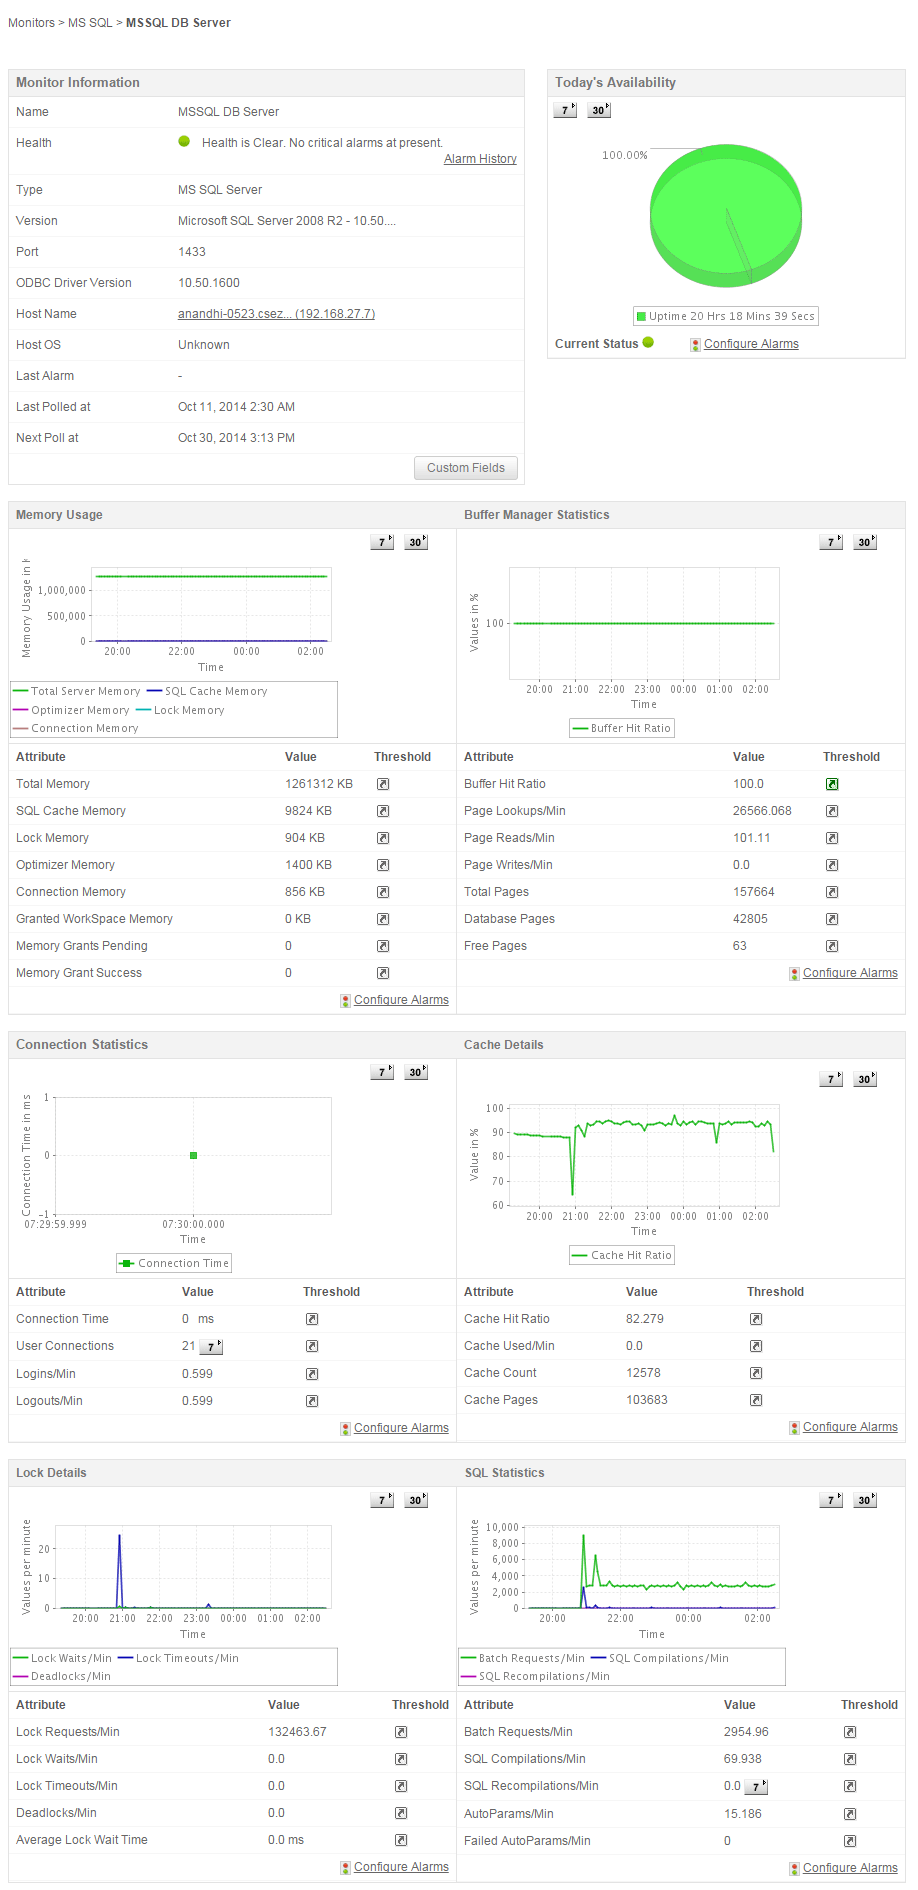 Monitors > MS SQL > MSSQL DB Server
Monitor Information
Name MSSQL DB Server
Health Health is Clear. No critical alarms at present.
Alarm History
Type MS SQL Server
Version Microsoft SQL Server 2008 R2 - 10.50....
Port 1433
ODBC Driver Version 10.50.1600
Host Name anandhi-0523.csez... (192.168.27.7)
Host OS Unknown
Last Alarm -
Last Polled at Oct 11, 2014 2:30 AM
Next Poll at Oct 30, 2014 3:13 PM
Custom Fields
Today's Availability
7 30
100.00%
Uptime 20 Hrs 18 Mins 39 Secs
Current Status Configure Alarms
Memory Usage
7 30
Memory Usage in
1,000,000
500,000
0
20:00 22:00 00:00 02:00
Time
Total Server Memory SQL Cache Memory
Optimizer Memory Lock Memory
Connection Memory
Attribute Value Threshold
Total Memory 1261312 KB
SQL Cache Memory 9824 KB
Lock Memory 904 KB
Optimizer Memory 1400 KB
Connection Memory 856 KB
Granted WorkSpace Memory 0 KB
Memory Grants Pending 0
Memory Grant Success 0
Configure Alarms
Buffer Manager Statistics
7 30
Values in %
100
20:00 21:00 22:00 23:00 00:00 01:00 02:00
Time
Buffer Hit Ratio
Attribute Value Threshold
Buffer Hit Ratio 100.0
Page Lookups/Min 26566.068
Page Reads/Min 101.11
Page Writes/Min 0.0
Total Pages 157664
Database Pages 42805
Free Pages 63
Configure Alarms
Connection Statistics
7 30
Connection Time in ms
1
0
-1
07:29:59.999 07:30:00.000
Time
Connection Time
Attribute Value Threshold
Connection Time 0 ms
User Connections 21 7
Logins/Min 0.599
Logouts/Min 0.599
Configure Alarms
Cache Details
7 30
Value in %
100
90
80
70
60
20:00 21:00 22:00 23:00 00:00 01:00 02:00
Time
Cache Hit Ratio
Attribute Value Threshold
Cache Hit Ratio 82.279
Cache Used/Min 0.0
Cache Count 12578
Cache Pages 103683
Configure Alarms
Lock Details
7 30
Values per minute
20
10
0
20:00 21:00 22:00 23:00 00:00 01:00 02:00
Time
Lock Waits/Min Lock Timeouts/Min
Deadlocks/Min
Attribute Value Threshold
Lock Requests/Min 132463.67
Lock Waits/Min 0.0
Lock Timeouts/Min 0.0
Deadlocks/Min 0.0
Average Lock Wait Time 0.0 ms
Configure Alarms
SQL Statistics
7 30
Values per minute
10,000
8,000
6,000
4,000
2,000
0
20:00 22:00 00:00 02:00
Time
Batch Requests/Min SQL Compilations/Min
SQL Recompilations/Min
Attribute Value Threshold
Batch Requests/Min 2954.96
SQL Compilations/Min 69.938
SQL Recompilations/Min 0.0 7
AutoParams/Min 15.186
Failed AutoParams/Min 0
Configure Alarms